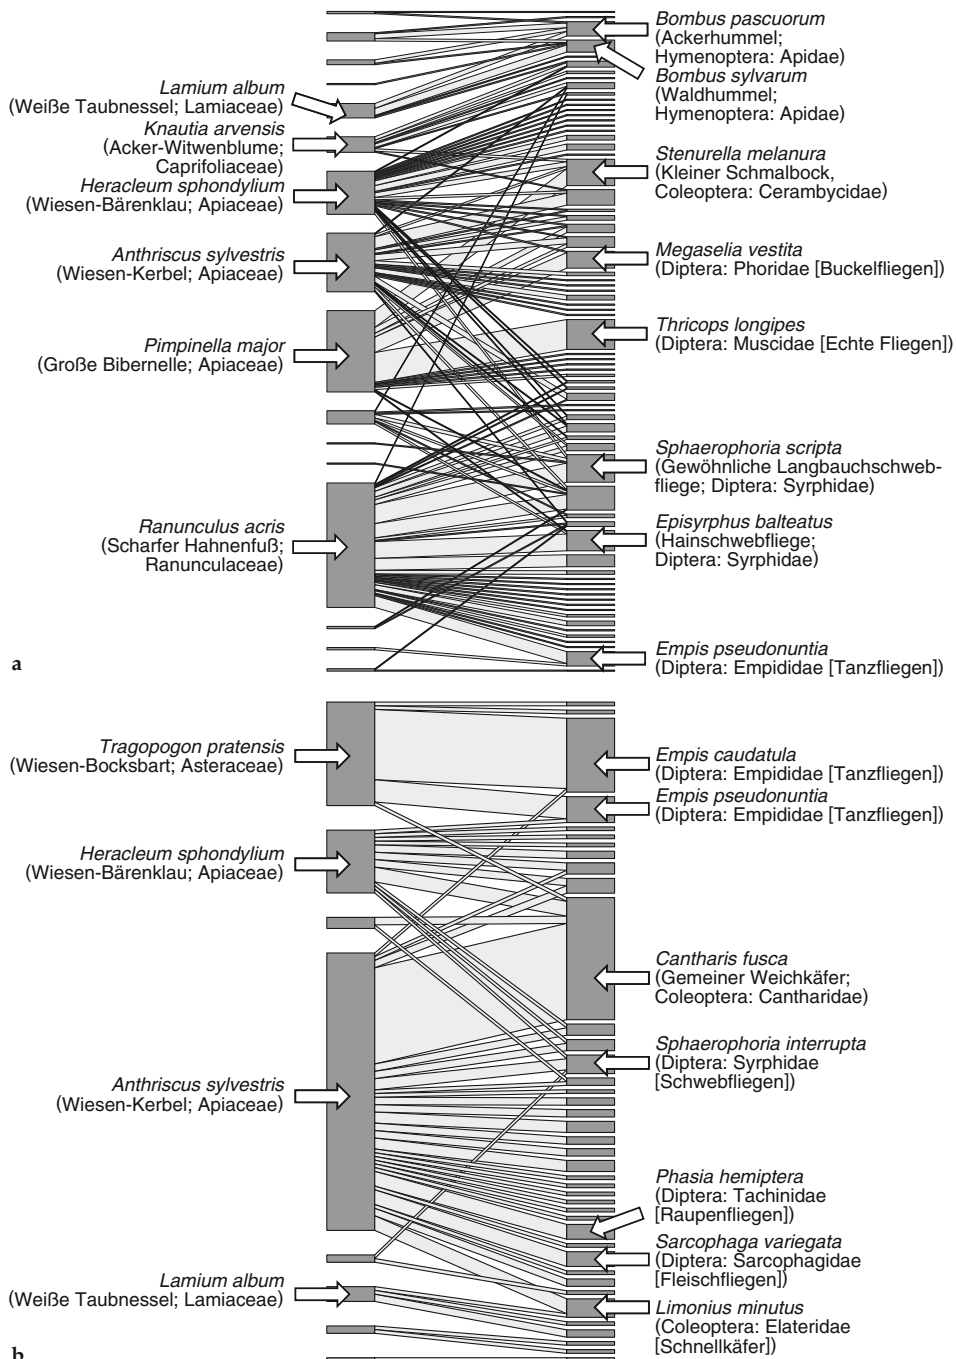 Lamium album
(Weiße Taubnessel; Lamiaceae)
Knautia arvensis
(Acker-Witwenblume;
Caprifoliaceae)
Heracleum sphondylium
(Wiesen-Bärenklau; Apiaceae)
Anthriscus sylvestris
(Wiesen-Kerbel; Apiaceae)
Pimpinella major
(Große Bibernelle; Apiaceae)
Ranunculus acris
(Scharfer Hahnenfuß;
Ranunculaceae)
Bombus pascuorum
(Ackerhummel;
Hymenoptera: Apidae)
Bombus sylvarum
(Waldhummel;
Hymenoptera: Apidae)
Stenurella melanura
(Kleiner Schmalbock,
Coleoptera: Cerambycidae)
Megaselia vestita
(Diptera: Phoridae [Buckelfliegen])
Thricops longipes
(Diptera: Muscidae [Echte Fliegen])
Sphaerophoria scripta
(Gewöhnliche Langbauchschweb-
fliege; Diptera: Syrphidae)
Episyrphus balteatus
(Hainschwebfliege;
Diptera: Syrphidae)
Empis pseudonuntia
(Diptera: Empididae [Tanzfliegen])
a
Tragopogon pratensis
(Wiesen-Bocksbart; Asteraceae)
Heracleum sphondylium
(Wiesen-Bärenklau; Apiaceae)
Anthriscus sylvestris
(Wiesen-Kerbel; Apiaceae)
Lamium album
(Weiße Taubnessel; Lamiaceae)
Empis caudatula
(Diptera: Empididae [Tanzfliegen])
Empis pseudonuntia
(Diptera: Empididae [Tanzfliegen])
Cantharis fusca
(Gemeiner Weichkäfer;
Coleoptera: Cantharidae)
Sphaerophoria interrupta
(Diptera: Syrphidae
[Schwebfliegen])
Phasia hemiptera
(Diptera: Tachinidae
[Raupenfliegen])
Sarcophaga variegata
(Diptera: Sarcophagidae
[Fleischfliegen])
Limonius minutus
(Coleoptera: Elateridae
[Schnellkäfer])
b